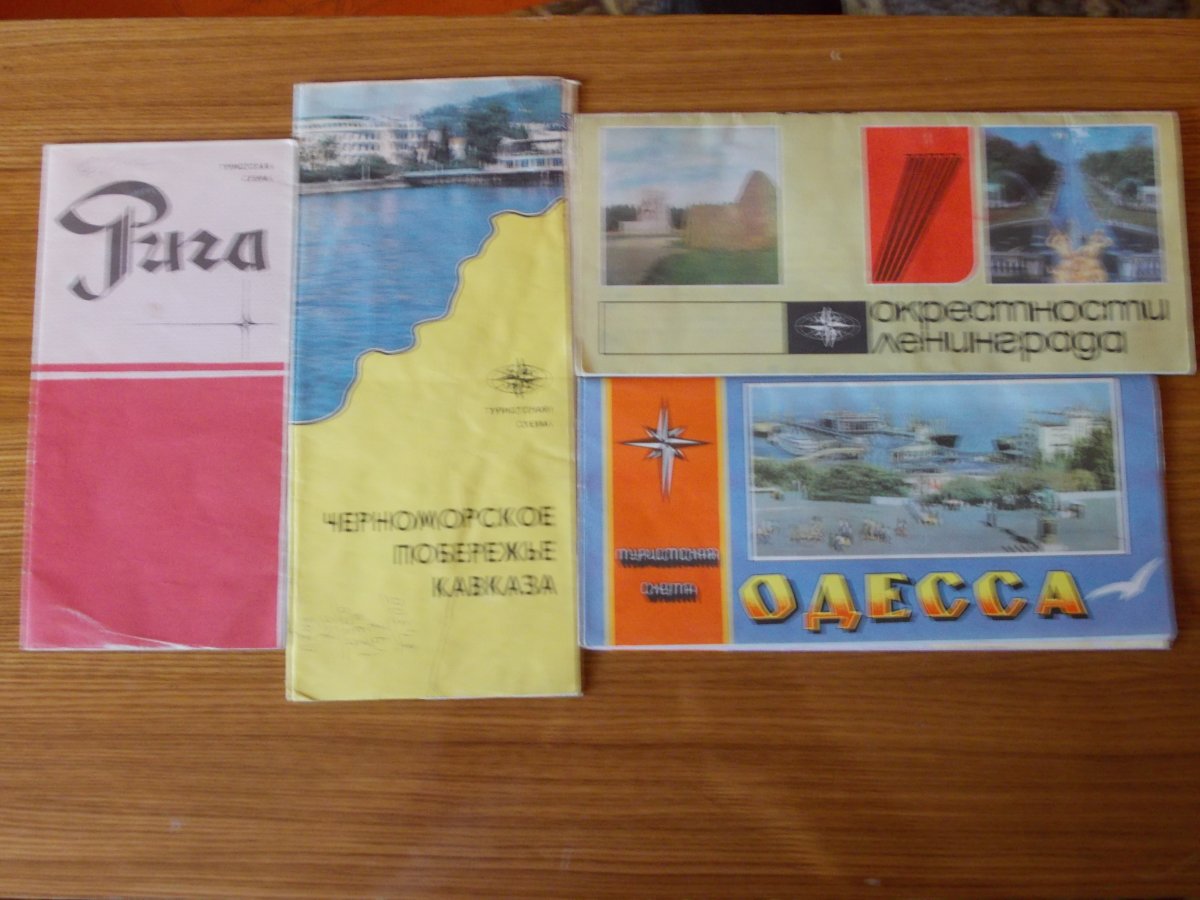 туристская
схема
Рига
туристская
схема
ЧЕРНОМОРСКОЕ
ПОБЕРЕЖЬЕ
КАВКАЗА
окрестности
ленинграда
туристская
схема
ОДЕССА